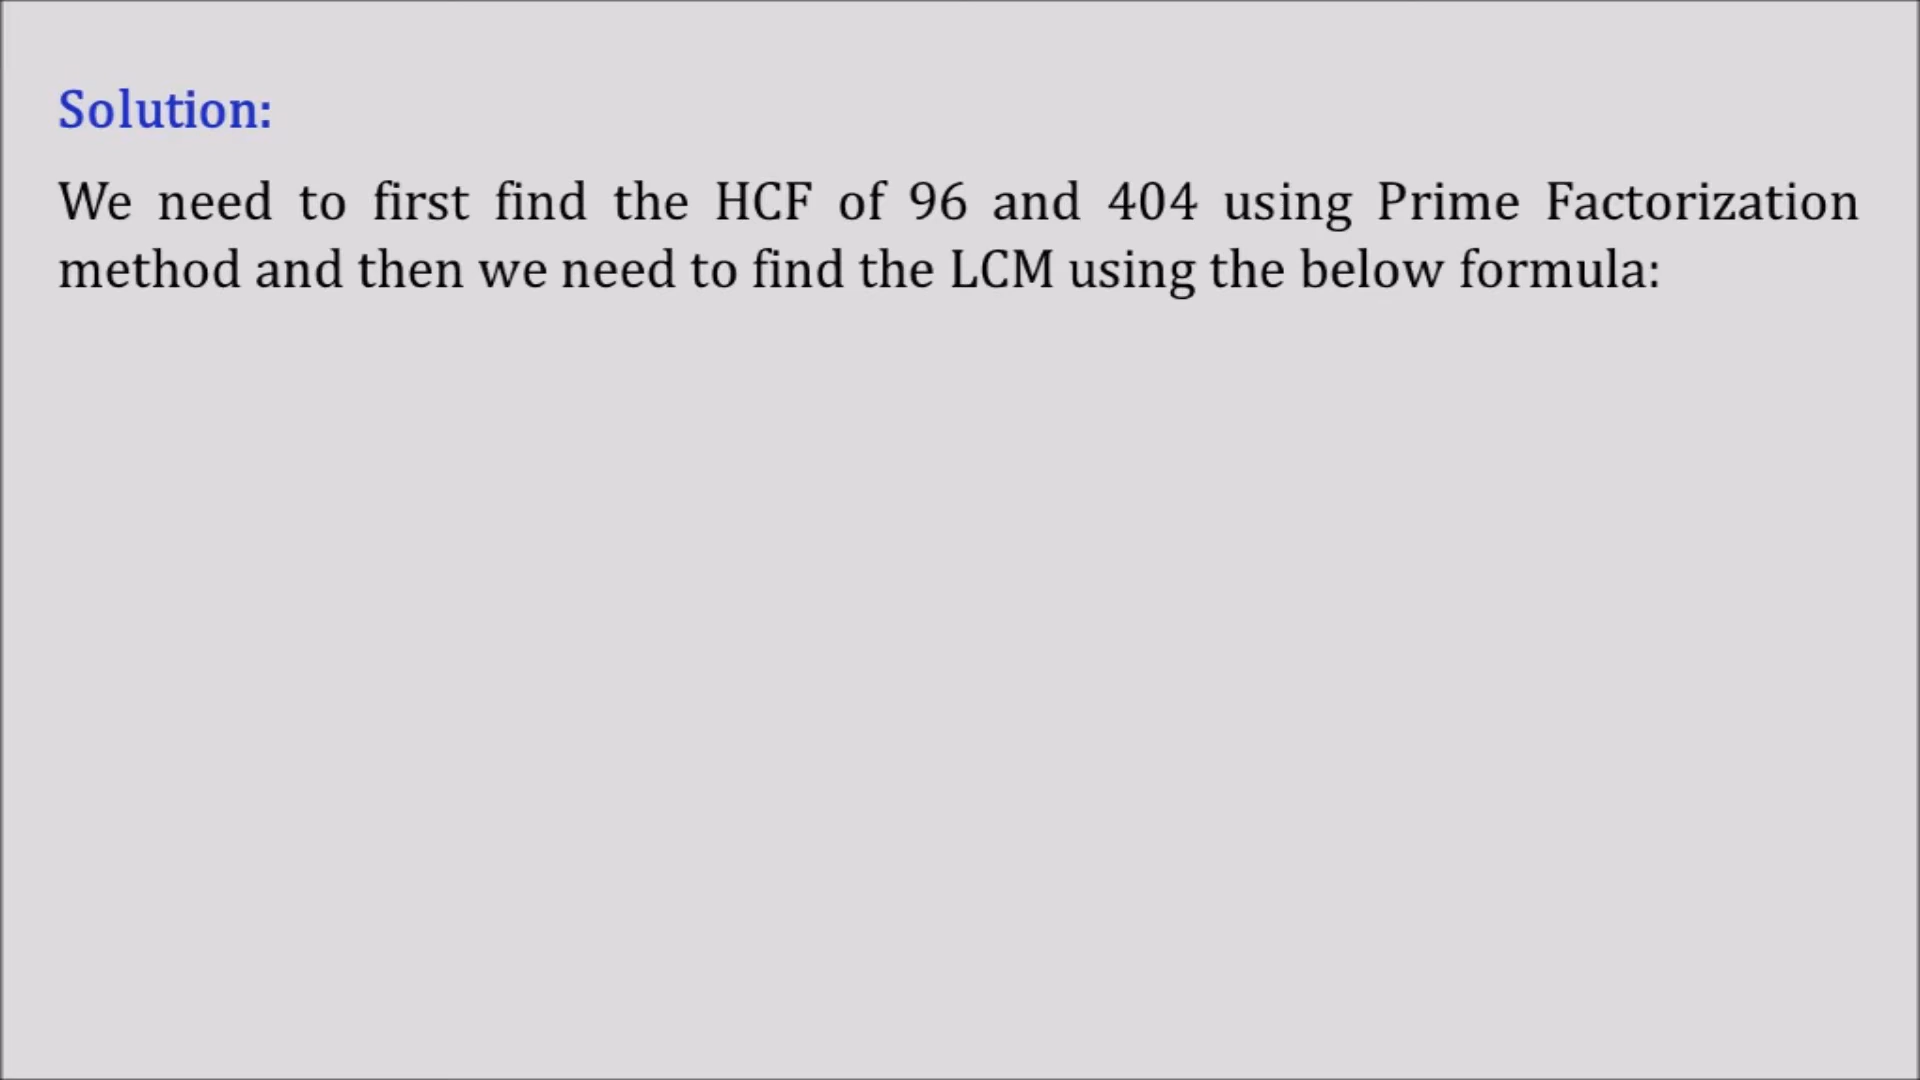 Solution:
We need to first find the HCF of 96 and 404 using Prime Factorization
method and then we need to find the LCM using the below formula: